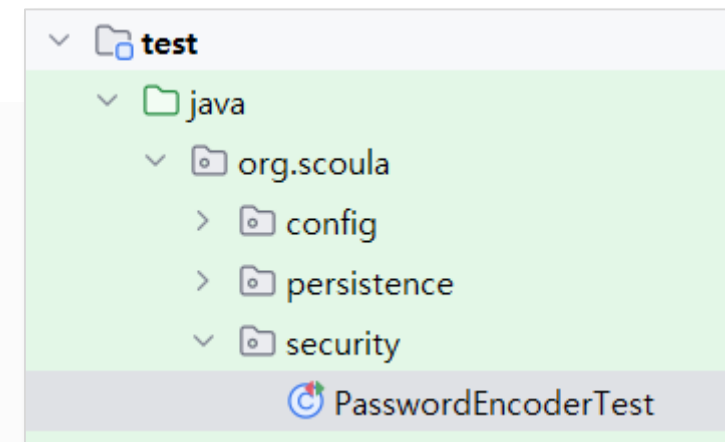 test
java
org.scoula
config
persistence
security
PasswordEncoderTest